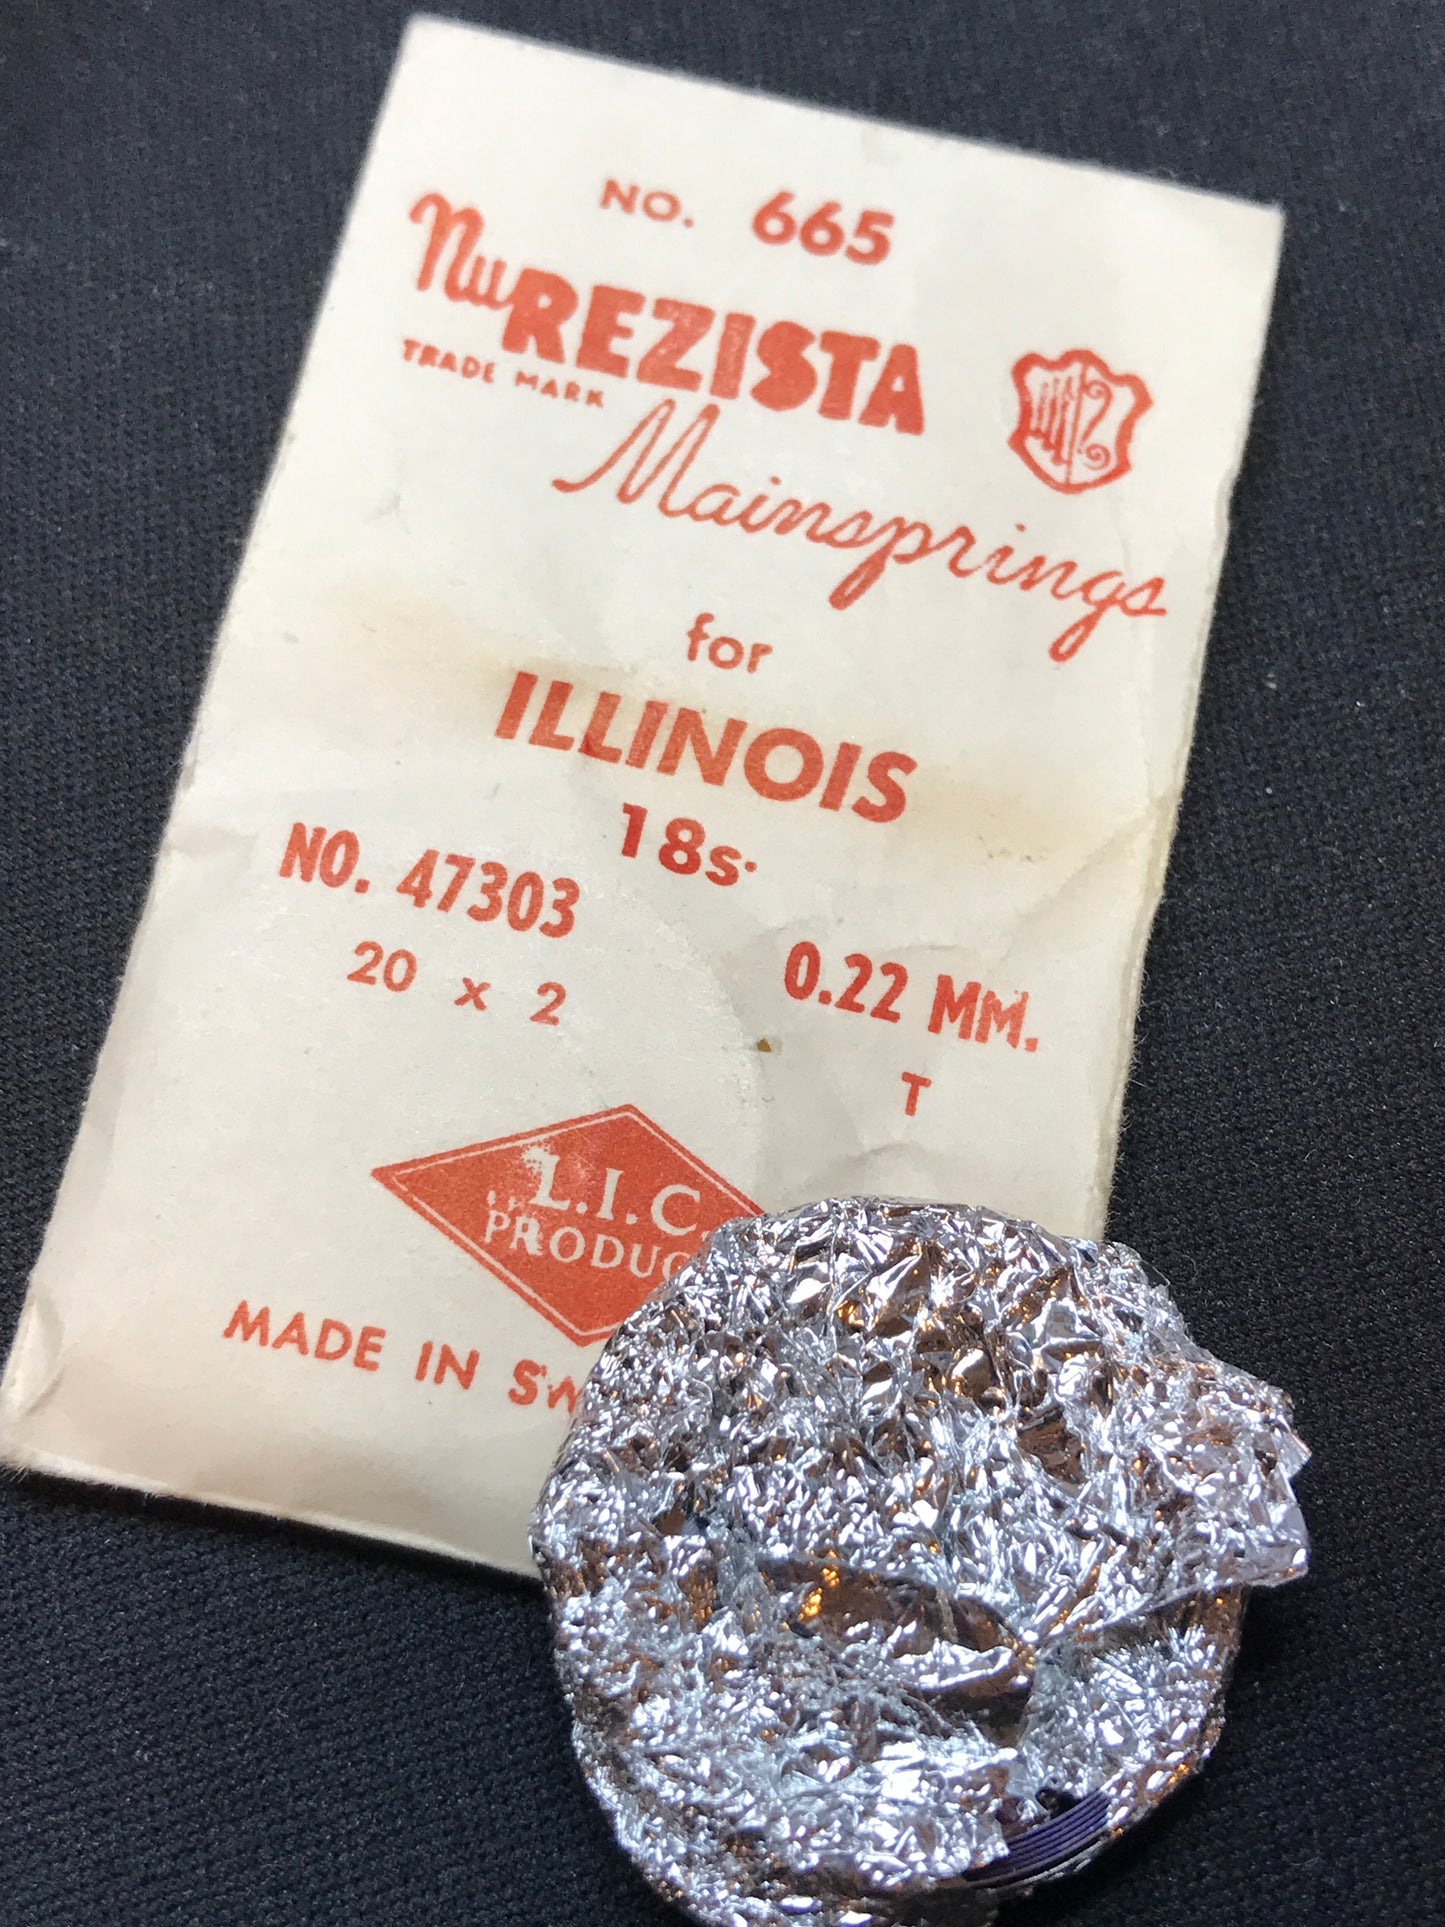 NO. 665
NuREZISTA
TRADE MARK
Mainsprings
for
ILLINOIS
18s.
NO. 47303
20 x 2
0.22 MM.
T
L.I.C.
PRODUC
MADE IN SW